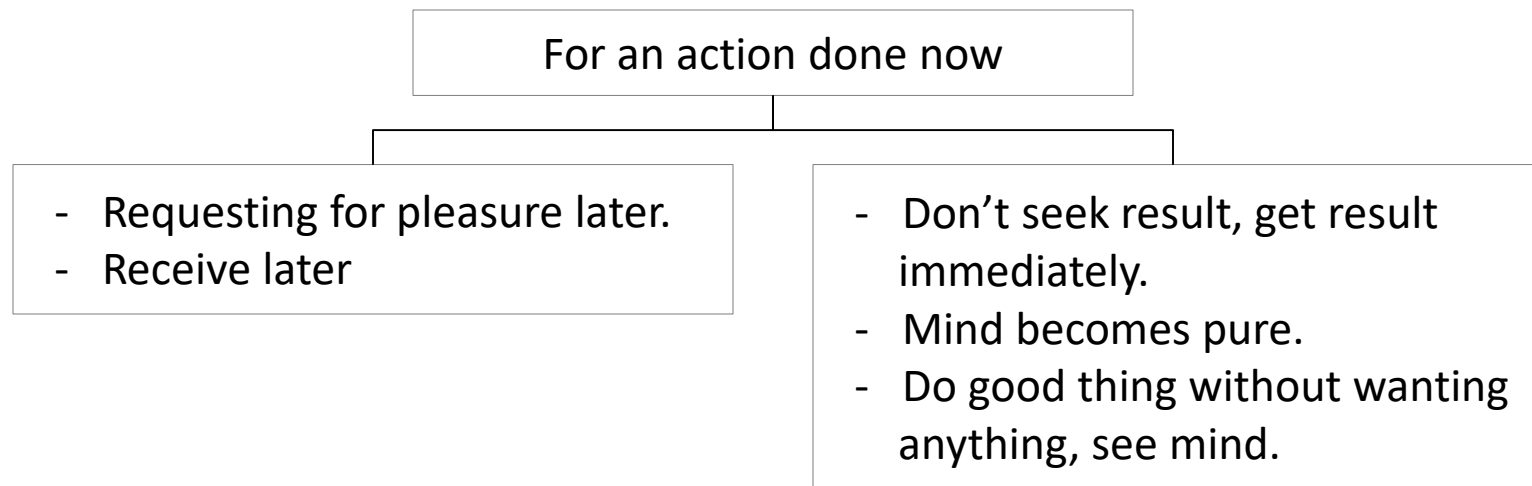 For an action done now
- Requesting for pleasure later.
- Receive later
- Don’t seek result, get result
immediately.
- Mind becomes pure.
- Do good thing without wanting
anything, see mind.